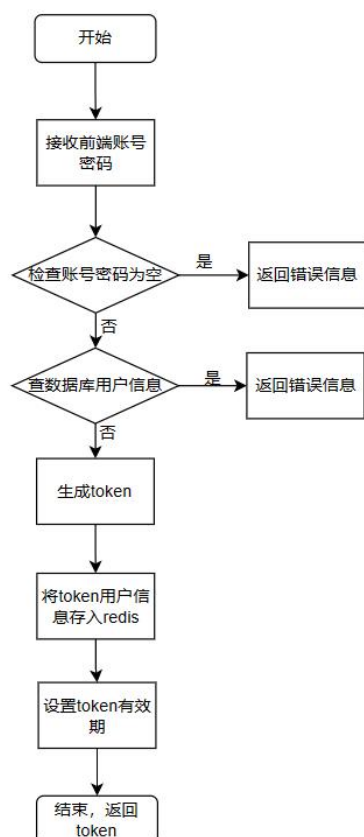 开始
接收前端账号
密码
检查账号密码为空
是
返回错误信息
否
查数据库用户信息
是
返回错误信息
否
生成token
将token用户信
息存入redis
设置token有效
期
结束，返回
token